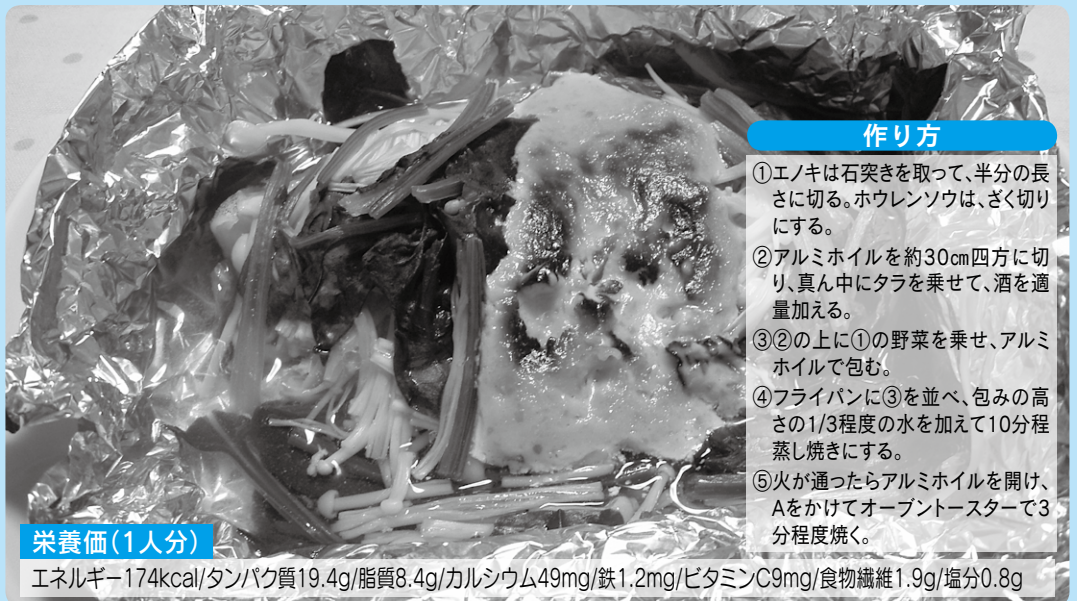 作り方
①エノキは石突きを取って、半分の長
さに切る。ホウレンソウは、ざく切り
にする。
②アルミホイルを約30㎝四方に切
り、真ん中にタラを乗せて、酒を適
量加える。
③②の上に①の野菜を乗せ、アルミ
ホイルで包む。
④フライパンに③を並べ、包みの高
さの1/3程度の水を加えて10分程
蒸し焼きにする。
⑤火が通ったらアルミホイルを開け、
Aをかけてオーブントースターで3
分程度焼く。
栄養価(1人分)
エネルギー174kcal/タンパク質19.4g/脂質8.4g/カルシウム49mg/鉄1.2mg/ビタミンC9mg/食物繊維1.9g/塩分0.8g